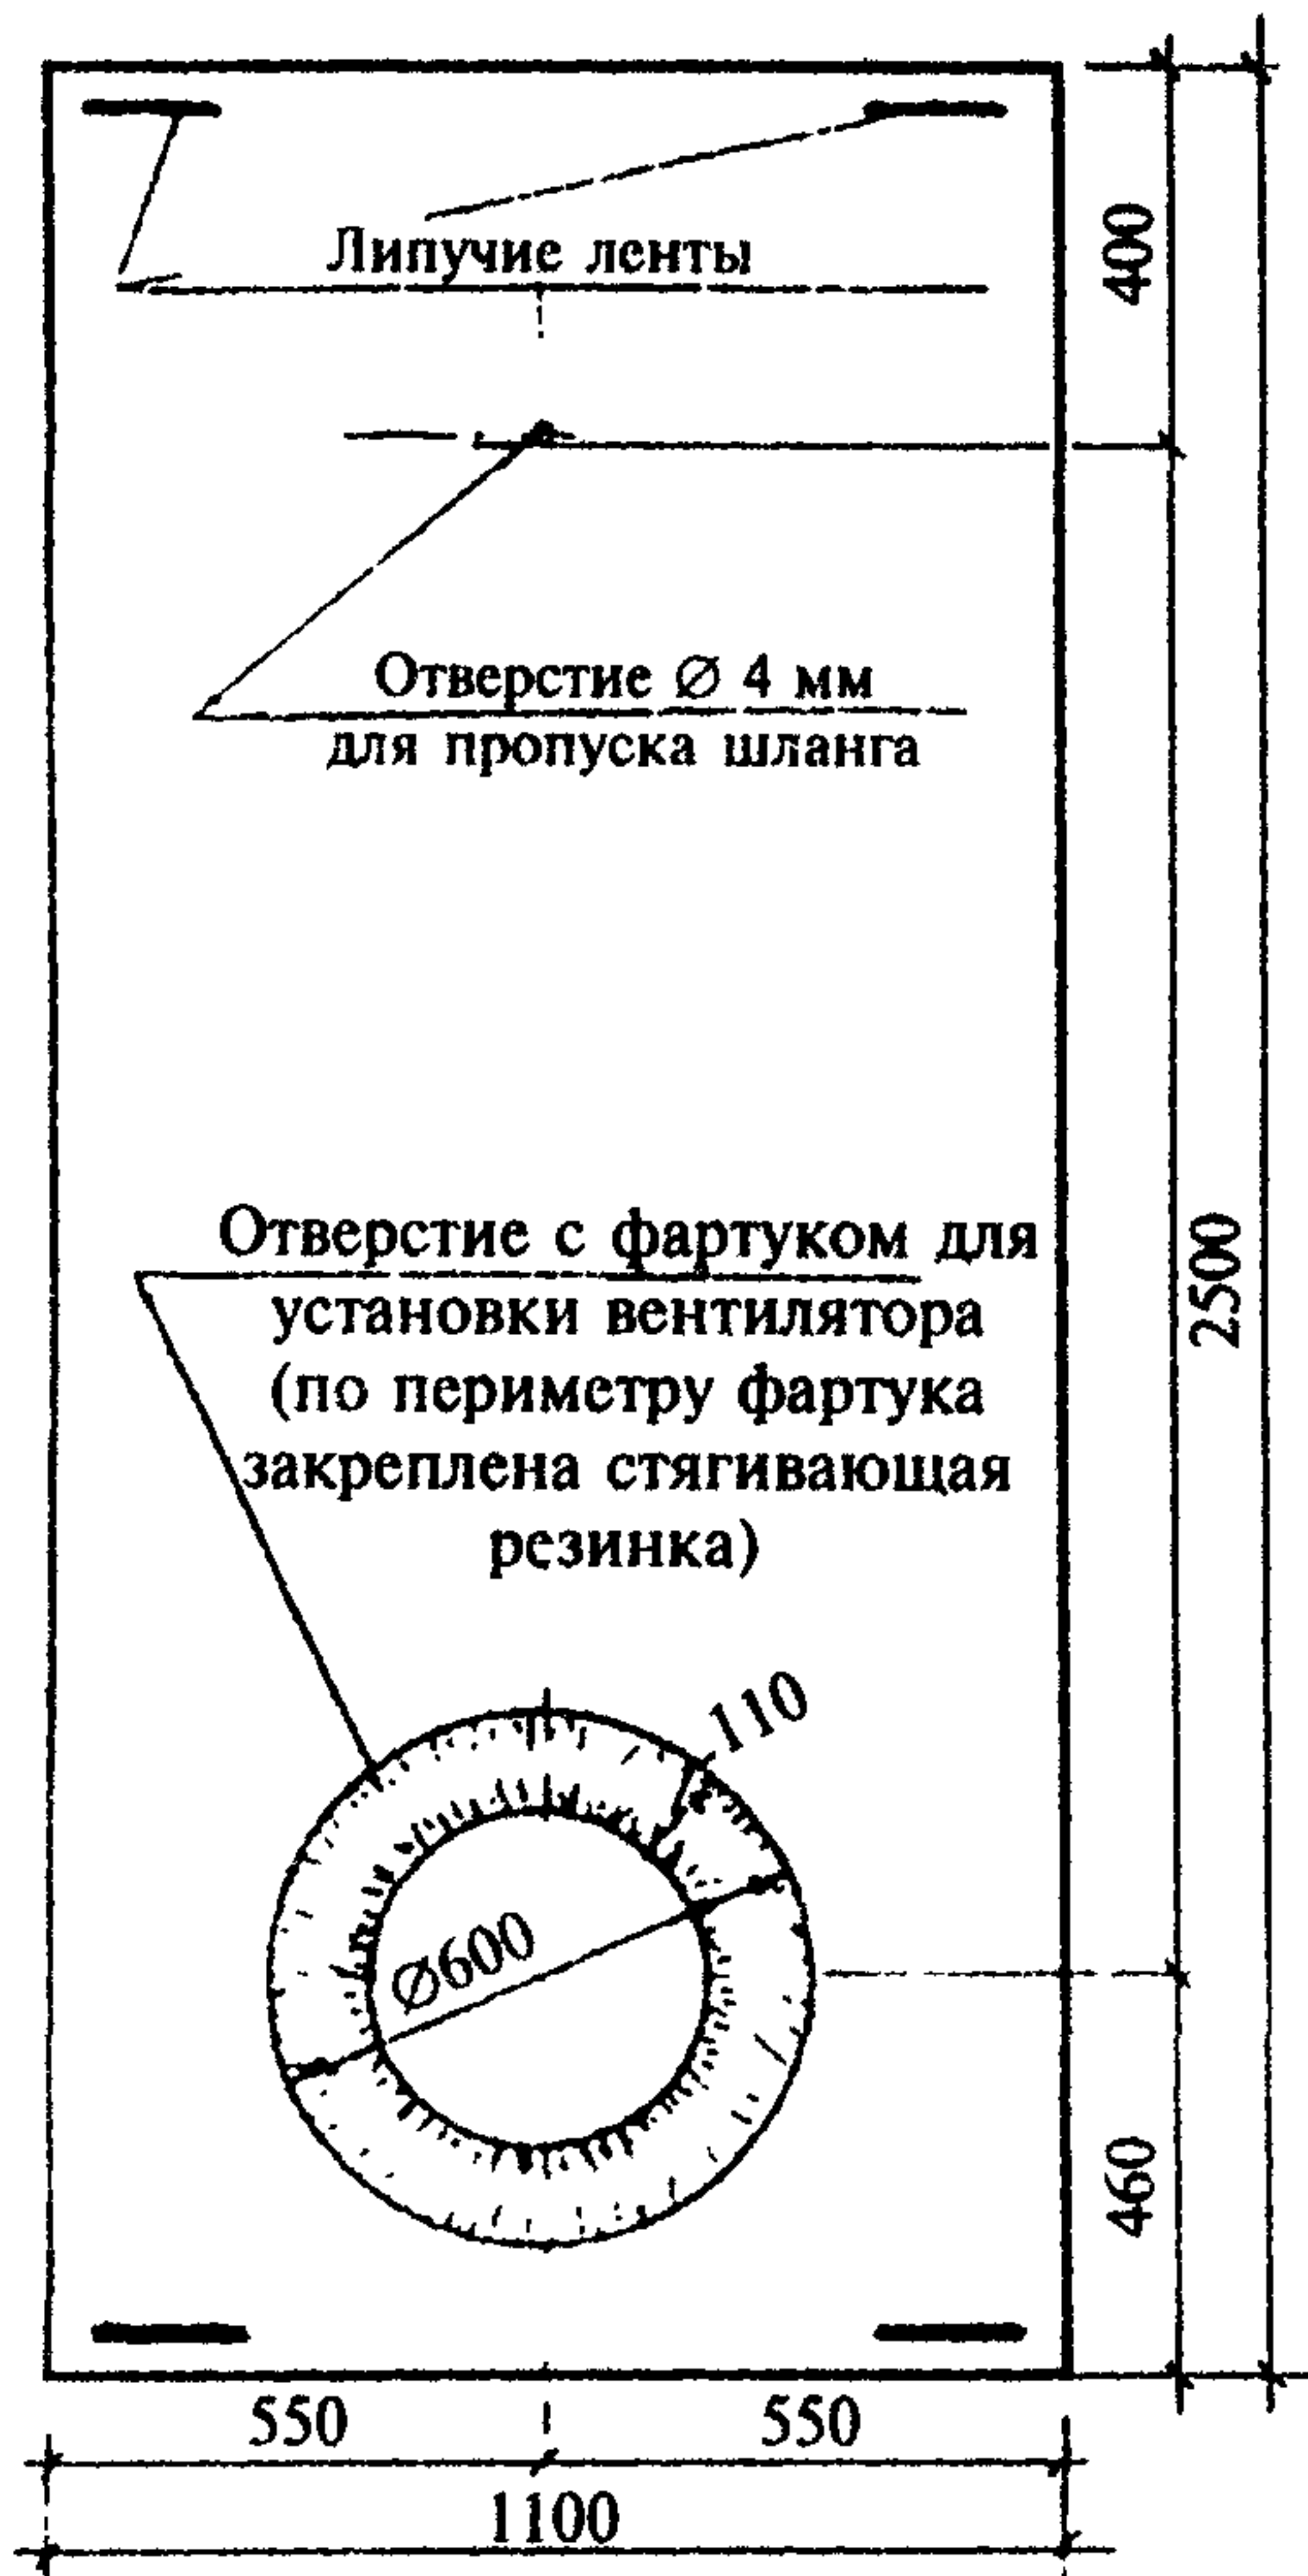 Липучие ленты
400
Отверстие ∅ 4 мм
для пропуска шланга
Отверстие с фартуком для
установки вентилятора
(по периметру фартука
закреплена стягивающая
резинка)
2500
110
∅600
460
550
550
1100